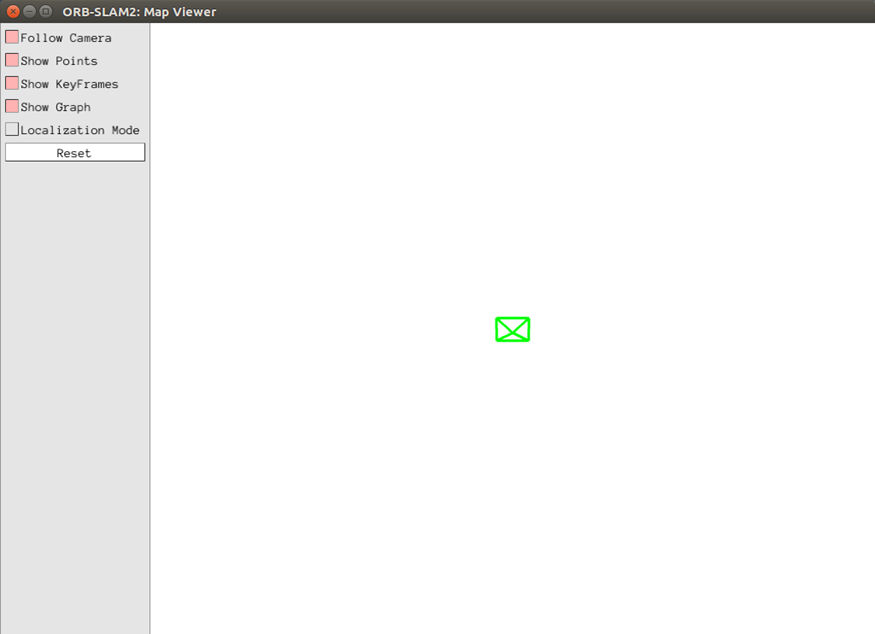 ORB-SLAM2: Map Viewer
Follow Camera
Show Points
Show KeyFrames
Show Graph
Localization Mode
Reset